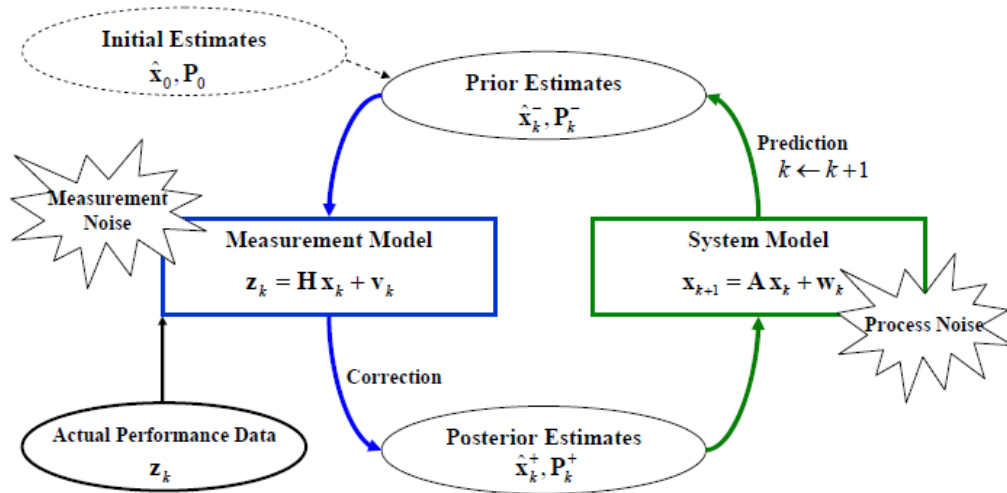 Initial Estimates
x̂₀, P₀
Prior Estimates
x̂ₖ⁻, Pₖ⁻
Prediction
k ← k+1
Measurement
Noise
Measurement Model
zₖ = H xₖ + vₖ
System Model
xₖ₊₁ = A xₖ + wₖ
Process Noise
Correction
Actual Performance Data
zₖ
Posterior Estimates
x̂ₖ⁺, Pₖ⁺